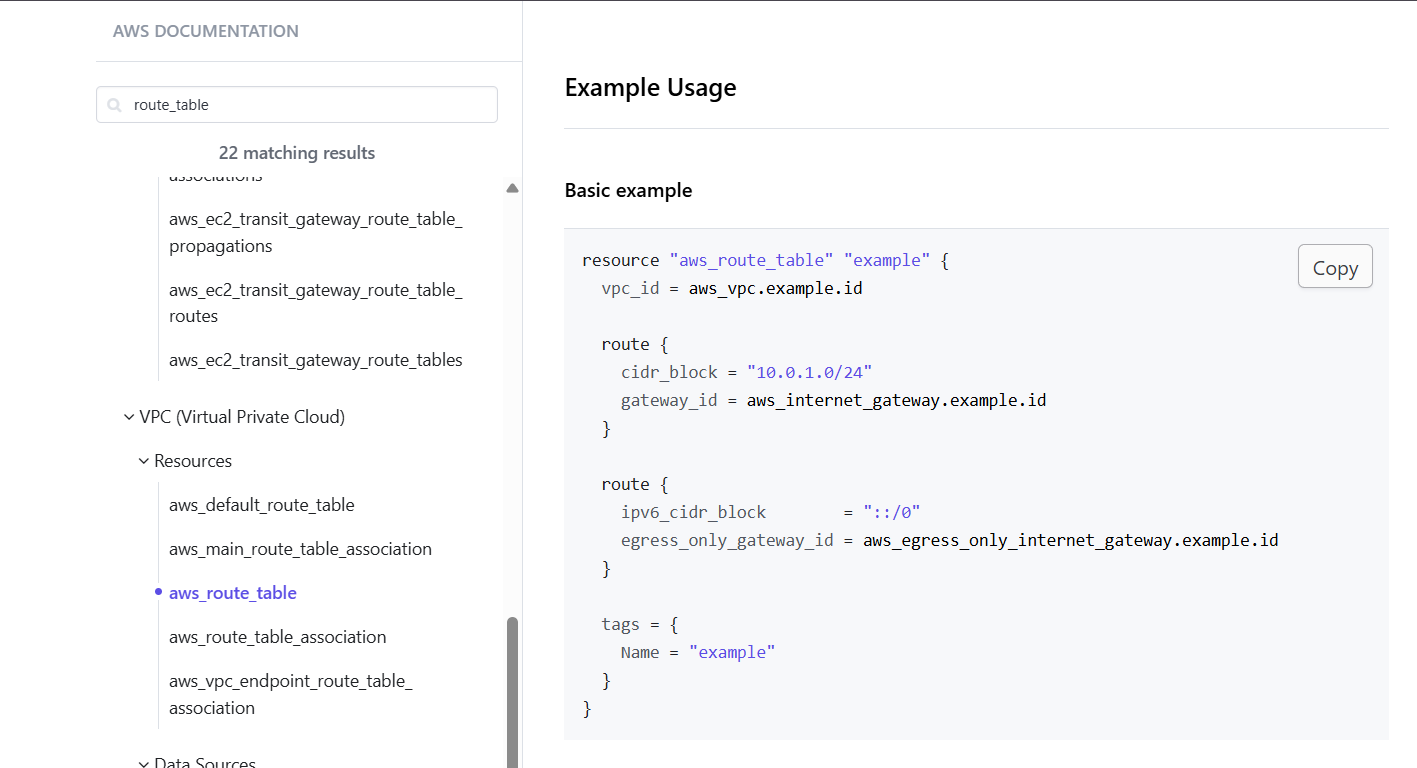 AWS DOCUMENTATION
route_table
22 matching results
associations
aws_ec2_transit_gateway_route_table_
propagations
aws_ec2_transit_gateway_route_table_
routes
aws_ec2_transit_gateway_route_tables
VPC (Virtual Private Cloud)
Resources
aws_default_route_table
aws_main_route_table_association
aws_route_table
aws_route_table_association
aws_vpc_endpoint_route_table_
association
Data Sources
Example Usage
Basic example
Copy
resource "aws_route_table" "example" {
  vpc_id = aws_vpc.example.id

  route {
    cidr_block = "10.0.1.0/24"
    gateway_id = aws_internet_gateway.example.id
  }

  route {
    ipv6_cidr_block        = "::/0"
    egress_only_gateway_id = aws_egress_only_internet_gateway.example.id
  }

  tags = {
    Name = "example"
  }
}